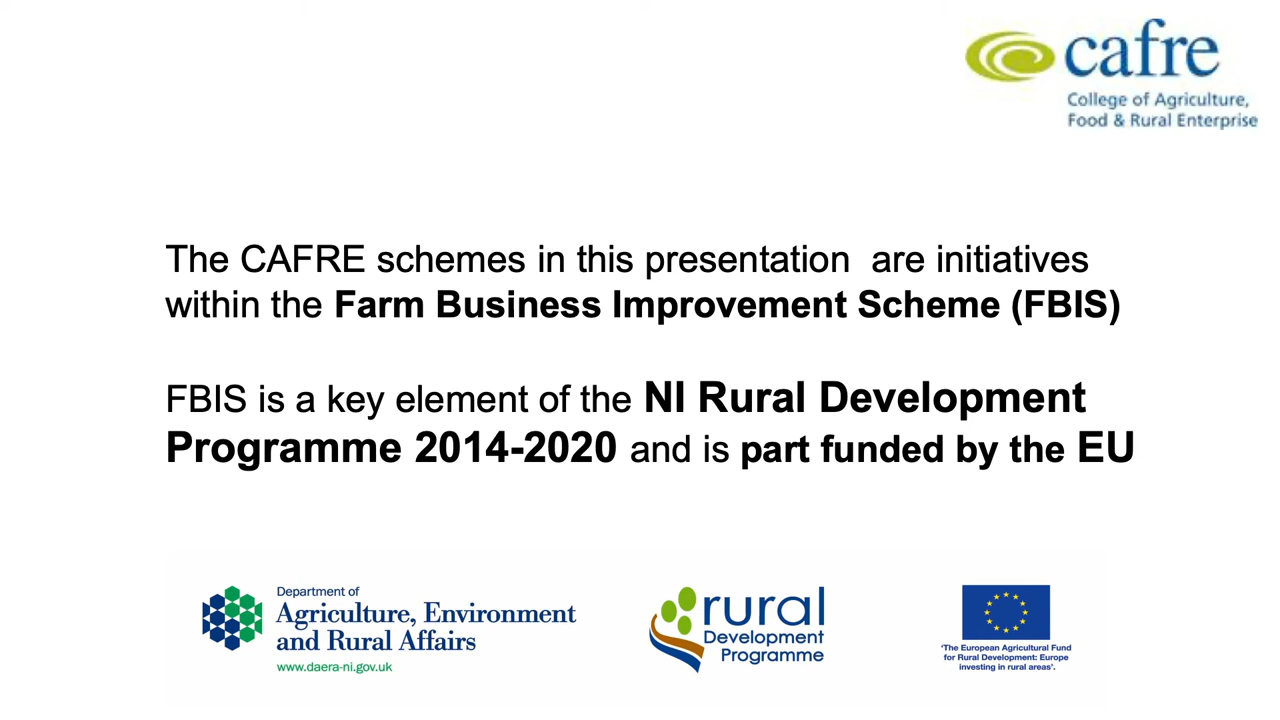 cafre
College of Agriculture,
Food & Rural Enterprise
The CAFRE schemes in this presentation  are initiatives
within the Farm Business Improvement Scheme (FBIS)
FBIS is a key element of the NI Rural Development
Programme 2014-2020 and is part funded by the EU
Department of
Agriculture, Environment
and Rural Affairs
www.daera-ni.gov.uk
rural
Development
Programme
'The European Agricultural Fund
for Rural Development: Europe
investing in rural areas'.